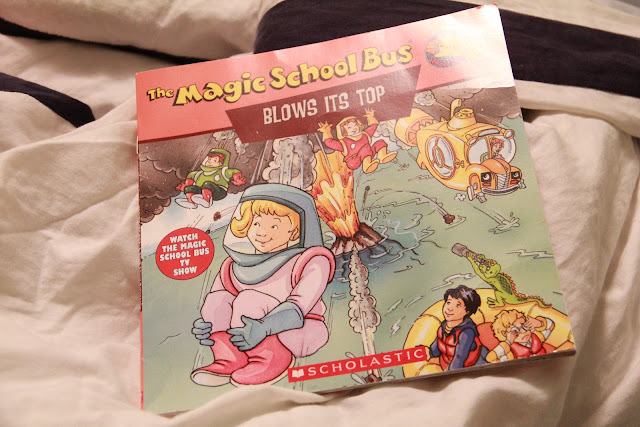 The Magic School Bus
BLOWS ITS TOP
WATCH
THE MAGIC
SCHOOL BUS
TV
SHOW
SCHOLASTIC